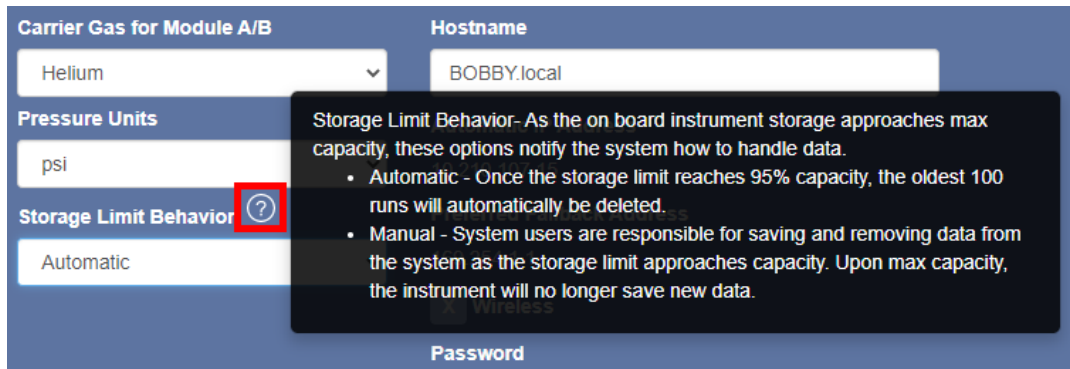 Carrier Gas for Module A/B
Helium
Pressure Units
psi
Storage Limit Behavior ?
Automatic
Hostname
BOBBY.local
Storage Limit Behavior- As the on board instrument storage approaches max
capacity, these options notify the system how to handle data.
• Automatic - Once the storage limit reaches 95% capacity, the oldest 100
runs will automatically be deleted.
• Manual - System users are responsible for saving and removing data from
the system as the storage limit approaches capacity. Upon max capacity,
the instrument will no longer save new data.
X Wireless
Password